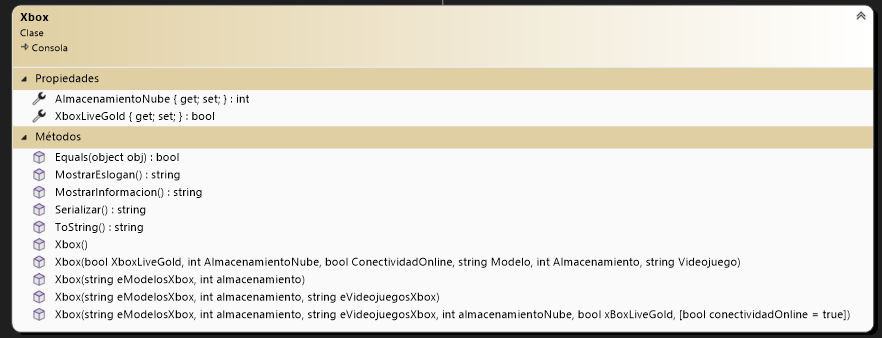 Xbox
Clase
Consola
Propiedades
AlmacenamientoNube { get; set; } : int
XboxLiveGold { get; set; } : bool
Métodos
Equals(object obj) : bool
MostrarEslogan() : string
MostrarInformacion() : string
Serializar() : string
ToString() : string
Xbox()
Xbox(bool XboxLiveGold, int AlmacenamientoNube, bool ConectividadOnline, string Modelo, int Almacenamiento, string Videojuego)
Xbox(string eModelosXbox, int almacenamiento)
Xbox(string eModelosXbox, int almacenamiento, string eVideojuegosXbox)
Xbox(string eModelosXbox, int almacenamiento, string eVideojuegosXbox, int almacenamientoNube, bool xBoxLiveGold, [bool conectividadOnline = true])